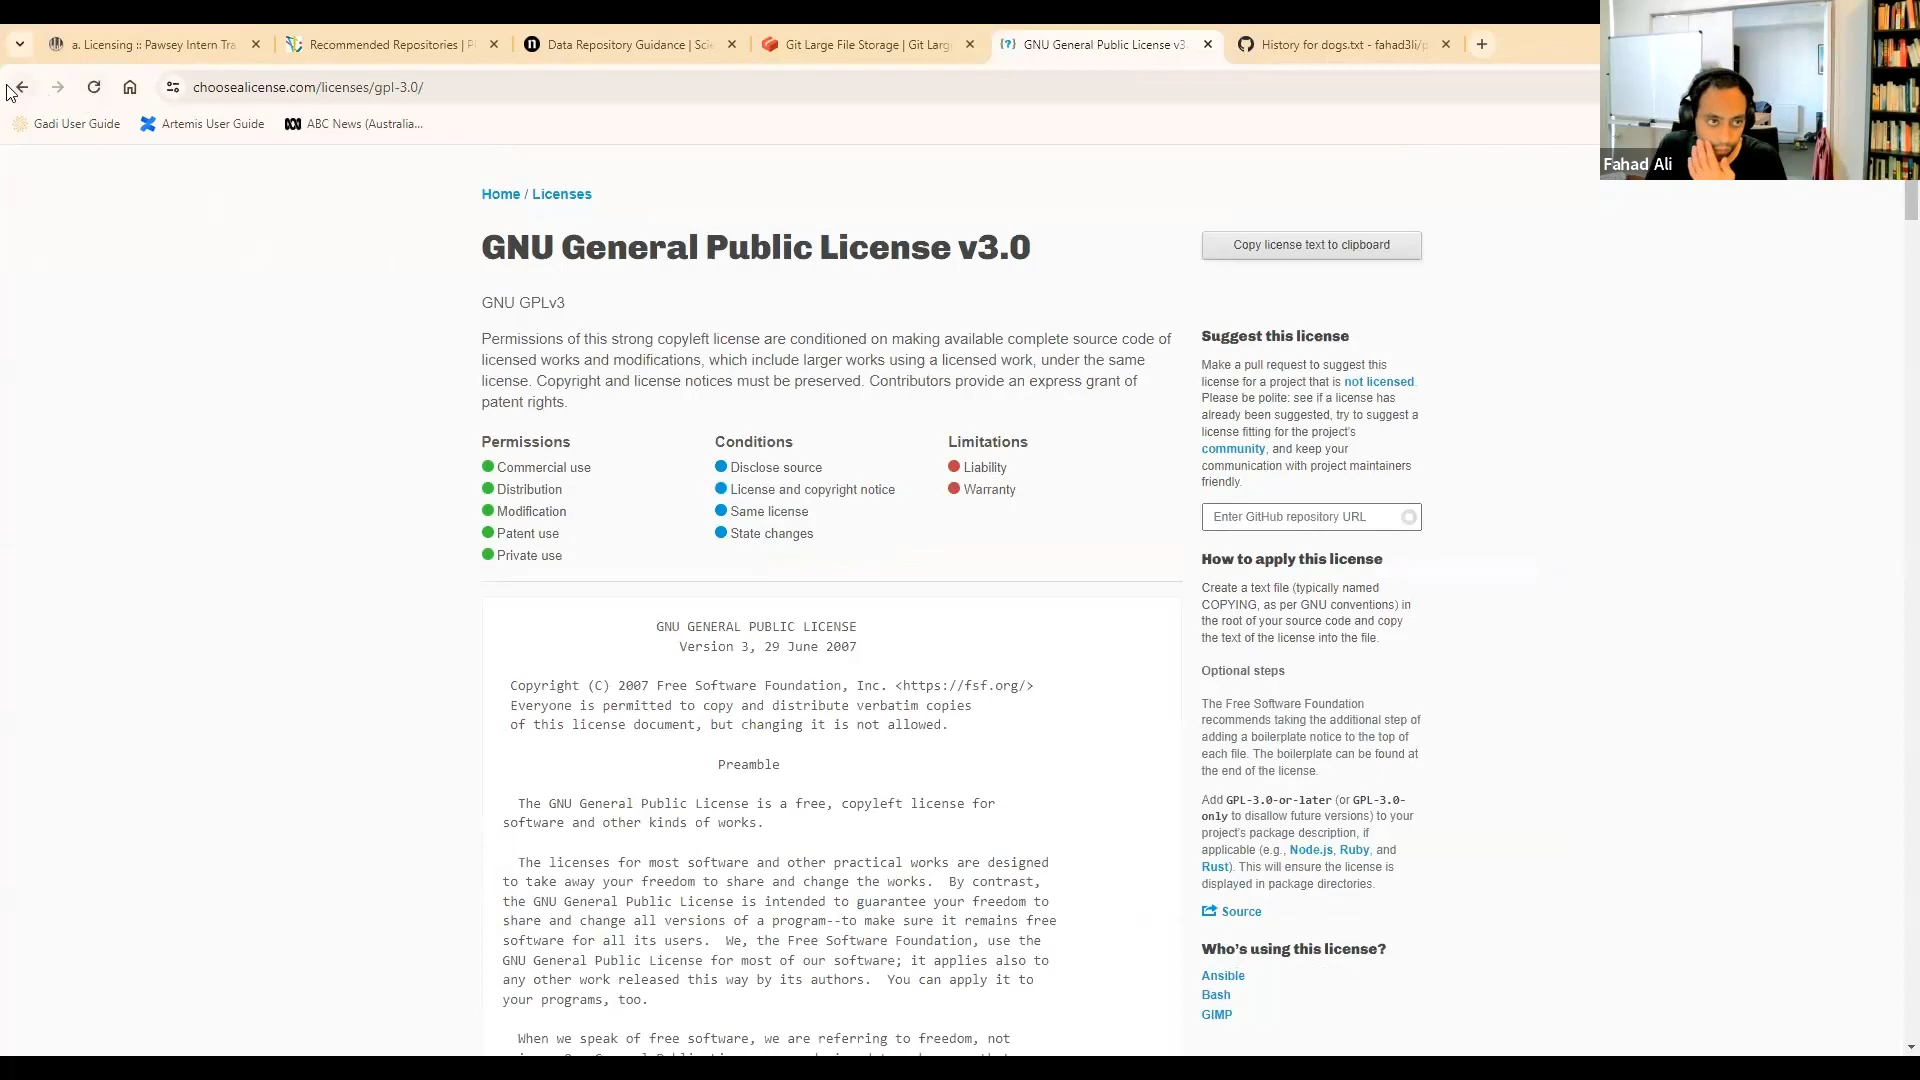 a. Licensing :: Pawsey Intern Tra
Recommended Repositories | P
Data Repository Guidance | Scie
Git Large File Storage | Git Larg
GNU General Public License v3.
History for dogs.txt - fahad3li/p
choosealicense.com/licenses/gpl-3.0/
Gadi User Guide
Artemis User Guide
ABC News (Australia...
Fahad Ali
Home / Licenses
GNU General Public License v3.0
Copy license text to clipboard
GNU GPLv3
Permissions of this strong copyleft license are conditioned on making available complete source code of
licensed works and modifications, which include larger works using a licensed work, under the same
license. Copyright and license notices must be preserved. Contributors provide an express grant of
patent rights.
Permissions
Commercial use
Distribution
Modification
Patent use
Private use
Conditions
Disclose source
License and copyright notice
Same license
State changes
Limitations
Liability
Warranty
GNU GENERAL PUBLIC LICENSE
Version 3, 29 June 2007
Copyright (C) 2007 Free Software Foundation, Inc. <https://fsf.org/>
Everyone is permitted to copy and distribute verbatim copies
of this license document, but changing it is not allowed.
Preamble
The GNU General Public License is a free, copyleft license for
software and other kinds of works.
The licenses for most software and other practical works are designed
to take away your freedom to share and change the works. By contrast,
the GNU General Public License is intended to guarantee your freedom to
share and change all versions of a program--to make sure it remains free
software for all its users. We, the Free Software Foundation, use the
GNU General Public License for most of our software; it applies also to
any other work released this way by its authors. You can apply it to
your programs, too.
When we speak of free software, we are referring to freedom, not
Suggest this license
Make a pull request to suggest this
license for a project that is not licensed.
Please be polite: see if a license has
already been suggested, try to suggest a
license fitting for the project's
community, and keep your
communication with project maintainers
friendly.
Enter GitHub repository URL
How to apply this license
Create a text file (typically named
COPYING, as per GNU conventions) in
the root of your source code and copy
the text of the license into the file.
Optional steps
The Free Software Foundation
recommends taking the additional step of
adding a boilerplate notice to the top of
each file. The boilerplate can be found at
the end of the license.
Add GPL-3.0-or-later (or GPL-3.0-
only to disallow future versions) to your
project's package description, if
applicable (e.g., Node.js, Ruby, and
Rust). This will ensure the license is
displayed in package directories.
Source
Who's using this license?
Ansible
Bash
GIMP